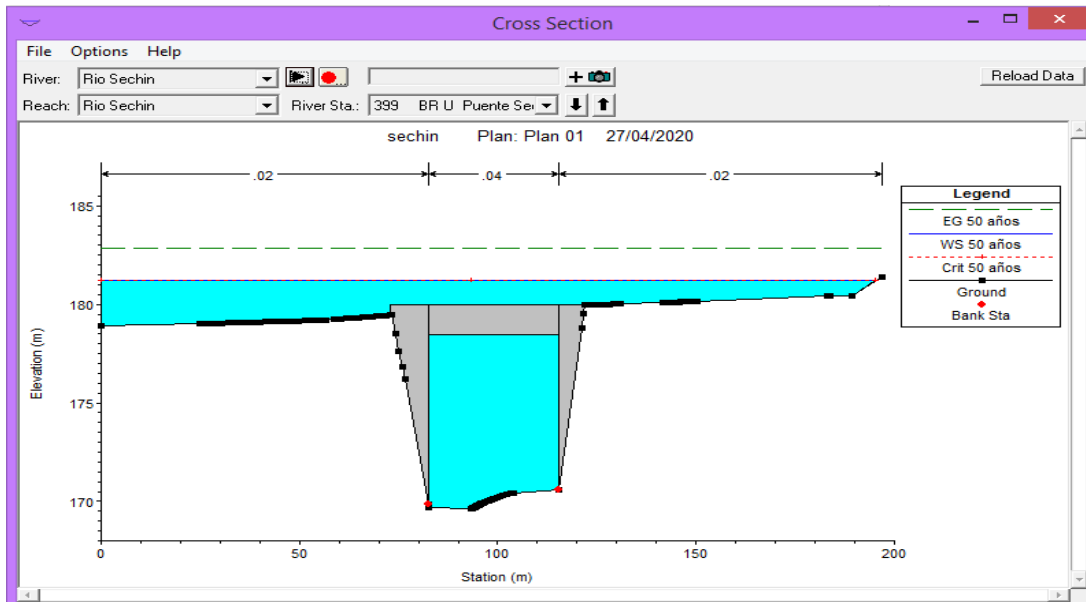 Cross Section
File Options Help
River: Rio Sechin
Reload Data
Reach: Rio Sechin River Sta.: 399 BR U Puente Se
sechin Plan: Plan 01 27/04/2020
.02 .04 .02
Legend
EG 50 años
WS 50 años
Crit 50 años
Ground
Bank Sta
185
180
175
170
Elevation (m)
0 50 100 150 200
Station (m)